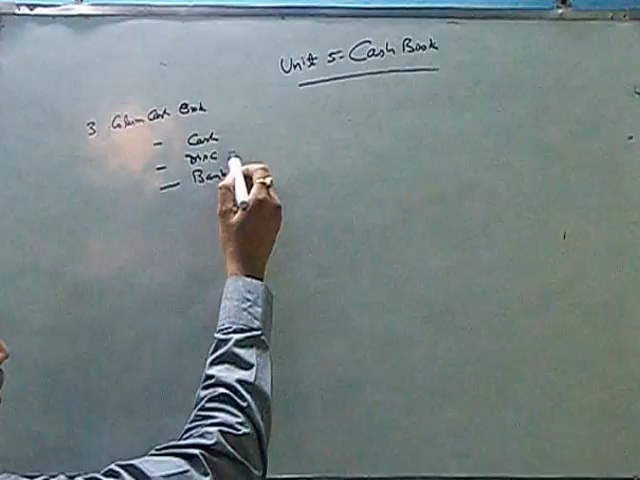 Unit 5- Cash Book
3 Column Cash Book
- Cash
- Disc
- Bank